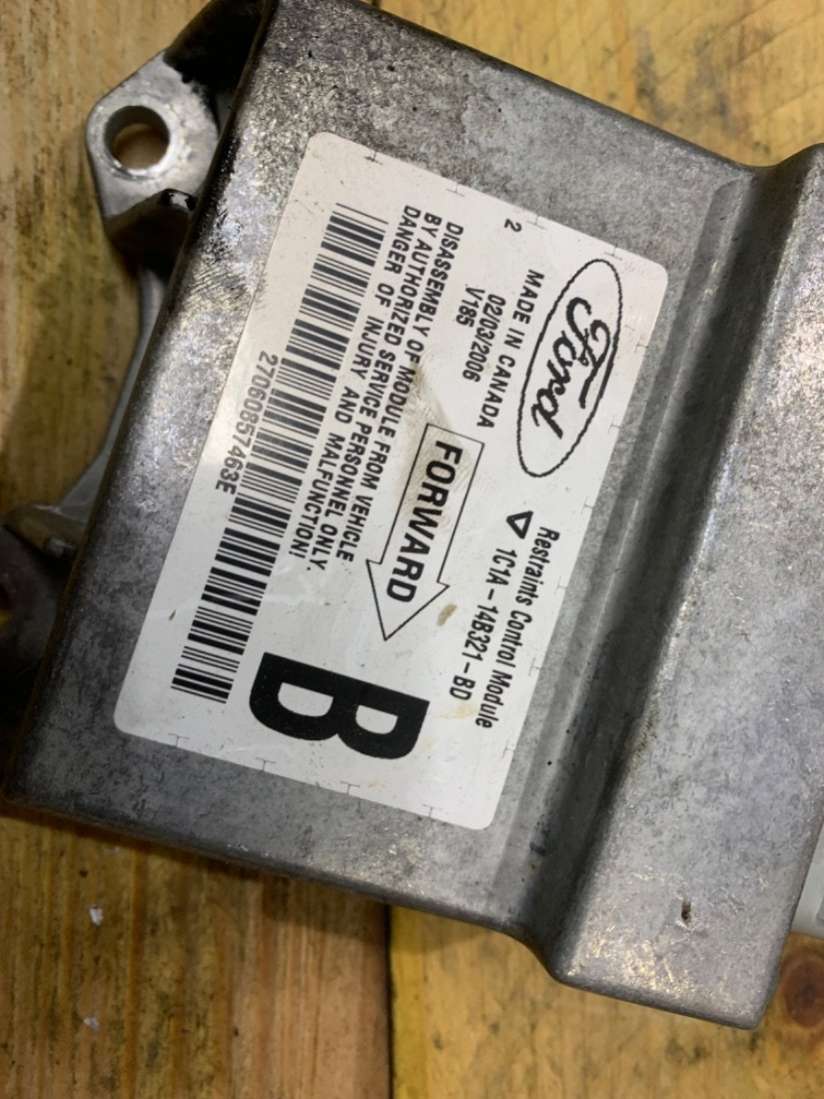 Ford
Restraints Control Module
1C1A-14B321-BD
MADE IN CANADA
02/03/2006
V185
2
FORWARD
B
DISASSEMBLY OF MODULE FROM VEHICLE
BY AUTHORIZED SERVICE PERSONNEL ONLY.
DANGER OF INJURY AND MALFUNCTION!
27060857463E